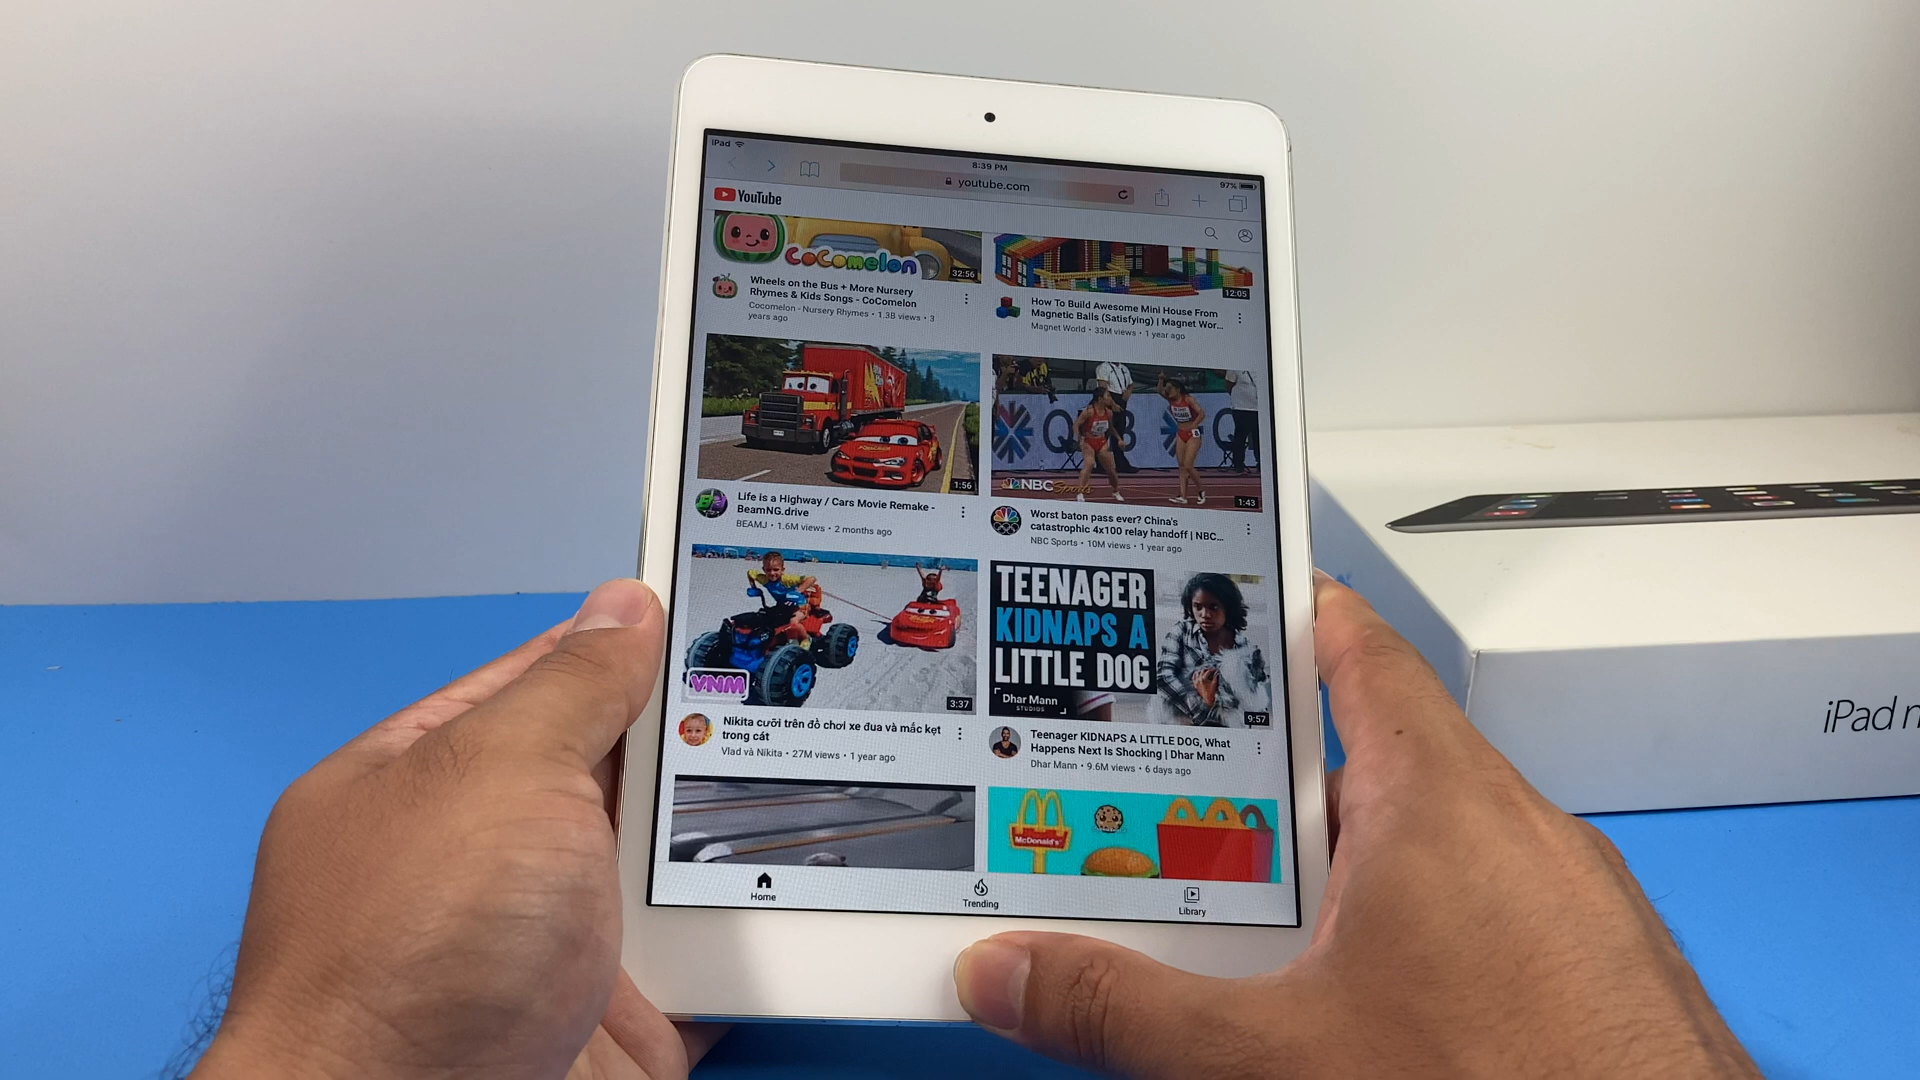 iPad
8:39 PM
97%
youtube.com
YouTube
CoComelon
32:56
Wheels on the Bus + More Nursery
Rhymes & Kids Songs - CoComelon
Cocomelon - Nursery Rhymes • 1.3B views • 3
years ago
12:05
How To Build Awesome Mini House From
Magnetic Balls (Satisfying) | Magnet Wor...
Magnet World • 33M views • 1 year ago
1:56
Life is a Highway / Cars Movie Remake -
BeamNG.drive
BEAMJ • 1.6M views • 2 months ago
NBC Sports
1:43
Worst baton pass ever? China's
catastrophic 4x100 relay handoff | NBC...
NBC Sports • 10M views • 1 year ago
VNM
3:37
Nikita cưỡi trên đồ chơi xe đua và mắc kẹt
trong cát
Vlad và Nikita • 27M views • 1 year ago
TEENAGER
KIDNAPS A
LITTLE DOG
Dhar Mann
STUDIOS
9:57
Teenager KIDNAPS A LITTLE DOG, What
Happens Next Is Shocking | Dhar Mann
Dhar Mann • 9.6M views • 6 days ago
McDonald's
Home
Trending
Library
iPad